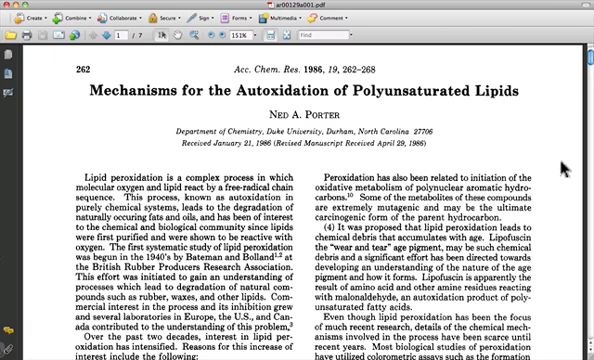 ar00129a001.pdf
Create Combine Collaborate Secure Sign Forms Multimedia Comment
1 / 7 151% Find
262 Acc. Chem. Res. 1986, 19, 262–268
Mechanisms for the Autoxidation of Polyunsaturated Lipids
NED A. PORTER
Department of Chemistry, Duke University, Durham, North Carolina 27706
Received January 21, 1986 (Revised Manuscript Received April 29, 1986)
Lipid peroxidation is a complex process in which
molecular oxygen and lipid react by a free-radical chain
sequence. This process, known as autoxidation in
purely chemical systems, leads to the degradation of
naturally occuring fats and oils, and has been of interest
to the chemical and biological community since lipids
were first purified and were shown to be reactive with
oxygen. The first systematic study of lipid peroxidation
was begun in the 1940's by Bateman and Bolland1,2 at
the British Rubber Producers Research Association.
This effort was initiated to gain an understanding of
processes which lead to degradation of natural com-
pounds such as rubber, waxes, and other lipids. Com-
mercial interest in the process and its inhibition grew
and several laboratories in Europe, the U.S., and Can-
ada contributed to the understanding of this problem,3
Over the past two decades, interest in lipid per-
oxidation has intensified. Reasons for this increase of
interest include the following:
Peroxidation has also been related to initiation of the
oxidative metabolism of polynuclear aromatic hydro-
carbons.10 Some of the metabolites of these compounds
are extremely mutagenic and may be the ultimate
carcinogenic form of the parent hydrocarbon.
(4) It was proposed that lipid peroxidation leads to
chemical debris that accumulates with age. Lipofuscin
the "wear and tear" age pigment, may be such chemical
debris and a significant effort has been directed towards
developing an understanding of the nature of the age
pigment and how it forms. Lipofuscin is apparently the
result of amino and other amine residues reacting
with malonaldehyde, an autoxidation product of poly-
unsaturated fatty acids.
Even though lipid peroxidation has been the focus
of much recent research, details of the chemical mech-
anisms involved in the process have been scarce until
recent years. Most biological studies of peroxidation
have utilized colorometric assays such as the formation